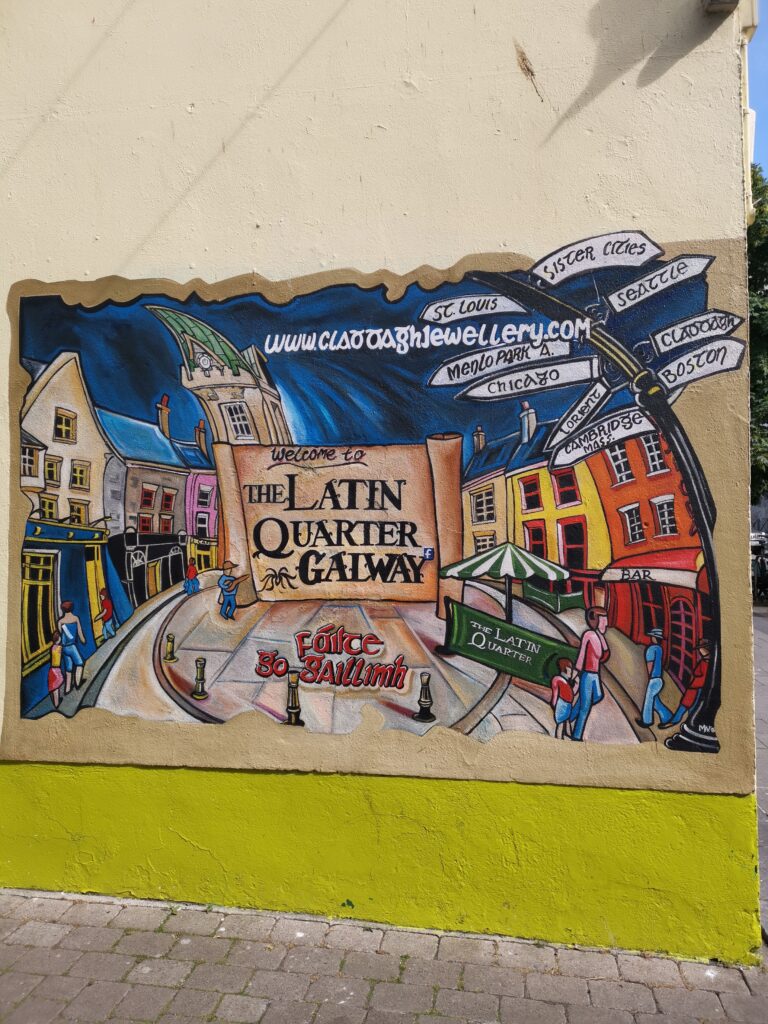 SISTER CITIES
SEATTLE
ST. LOUIS
www.claddaghjewellery.com
CLADDAGH
MENLO PARK A.
BOSTON
CHICAGO
LORIENT
CAMBRIDGE
MASS.
Welcome to
THE LATIN
QUARTER
GALWAY
f
BAR
THE LATIN
QUARTER
Fáilte
go Gaillimh